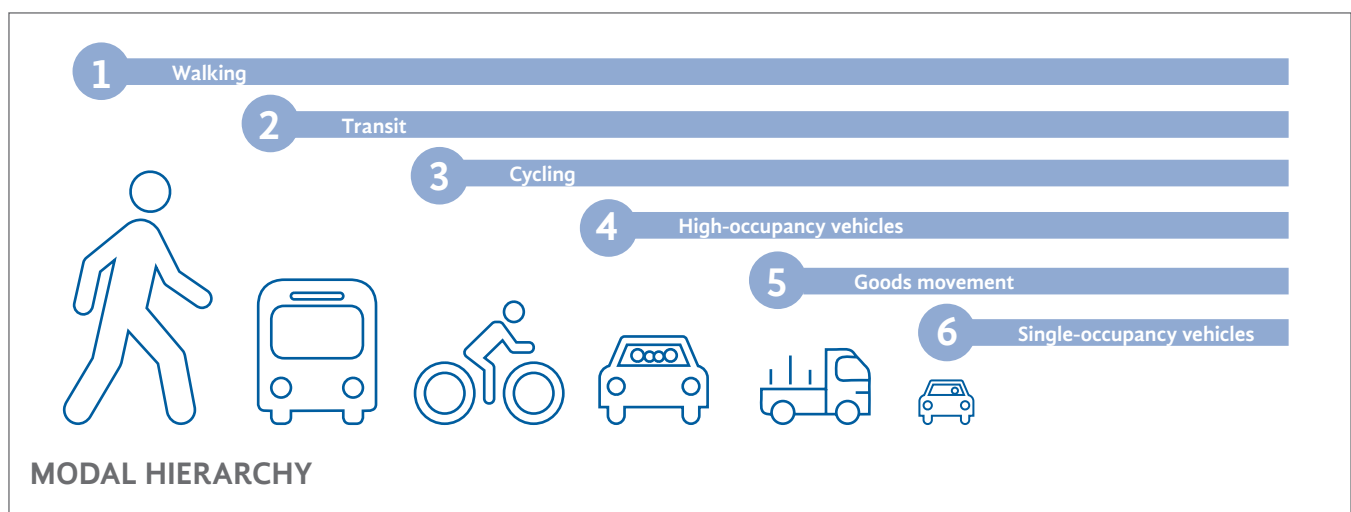 1 Walking
2 Transit
3 Cycling
4 High-occupancy vehicles
5 Goods movement
6 Single-occupancy vehicles
MODAL HIERARCHY